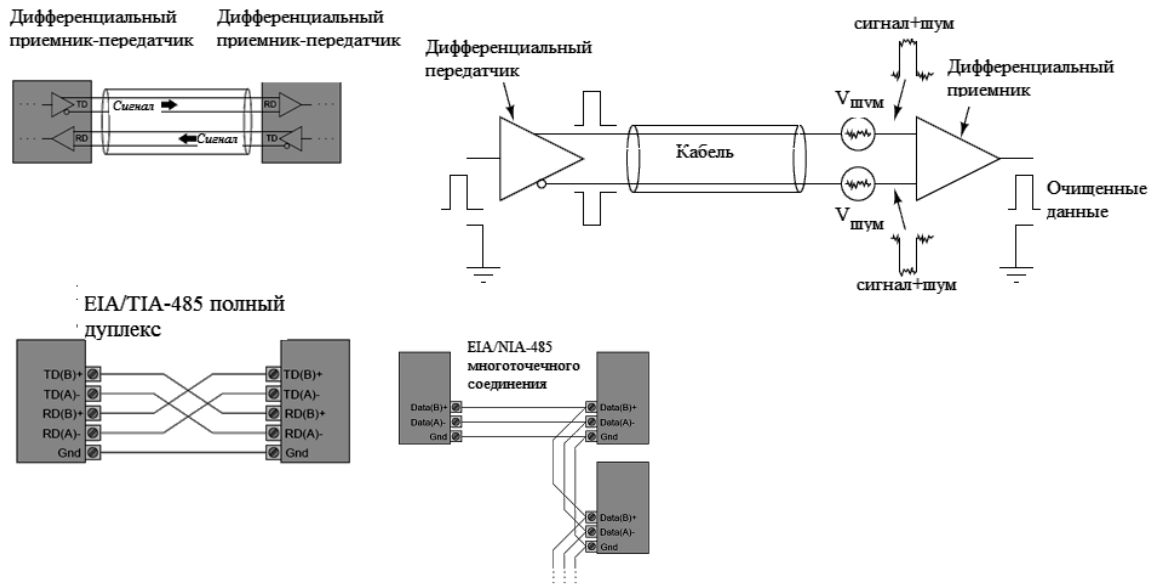 Дифференциальный
приемник-передатчик
Дифференциальный
приемник-передатчик
TD
Сигнал
RD
RD
Сигнал
TD
Дифференциальный
передатчик
Кабель
сигнал+шум
Vшум
Дифференциальный
приемник
Vшум
сигнал+шум
Очищенные
данные
EIA/TIA-485 полный
дуплекс
TD(B)+
TD(A)-
RD(B)+
RD(A)-
Gnd
TD(B)+
TD(A)-
RD(B)+
RD(A)-
Gnd
EIA/NIA-485
многоточечного
соединения
Data(B)+
Data(A)-
Gnd
Data(B)+
Data(A)-
Gnd
Data(B)+
Data(A)-
Gnd